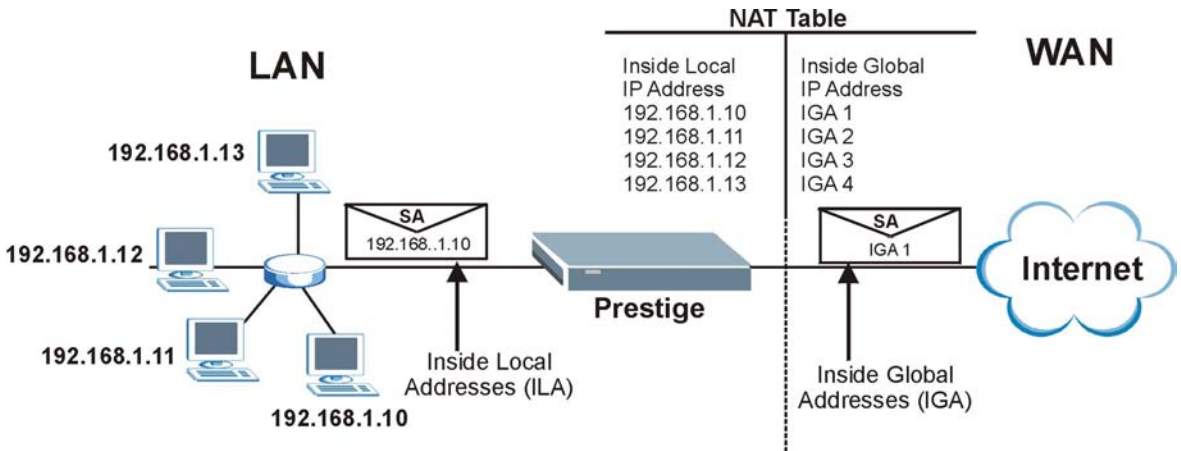 NAT Table
LAN
WAN
Inside Local
IP Address
192.168.1.10
192.168.1.11
192.168.1.12
192.168.1.13
Inside Global
IP Address
IGA 1
IGA 2
IGA 3
IGA 4
192.168.1.13
192.168.1.12
192.168.1.11
192.168.1.10
SA
192.168..1.10
Inside Local
Addresses (ILA)
Prestige
SA
IGA 1
Inside Global
Addresses (IGA)
Internet